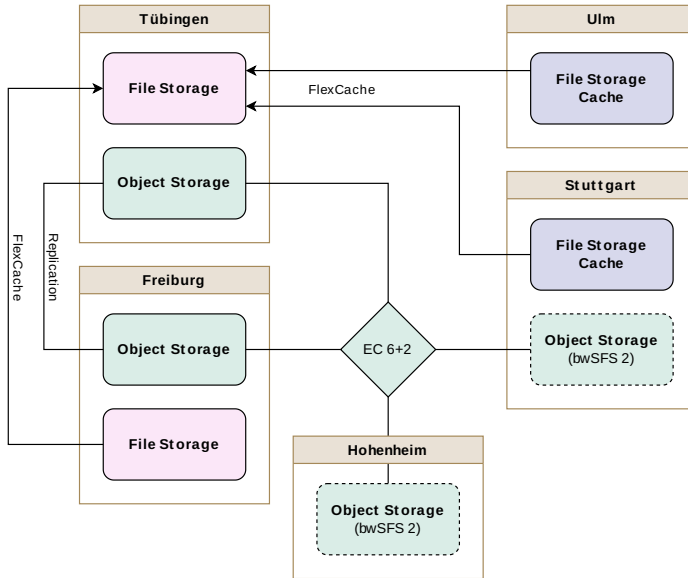 Tübingen
File Storage
Object Storage
Ulm
File Storage
Cache
FlexCache
Stuttgart
File Storage
Cache
Object Storage
(bwSFS 2)
FlexCache
Replication
Freiburg
Object Storage
File Storage
EC 6+2
Hohenheim
Object Storage
(bwSFS 2)